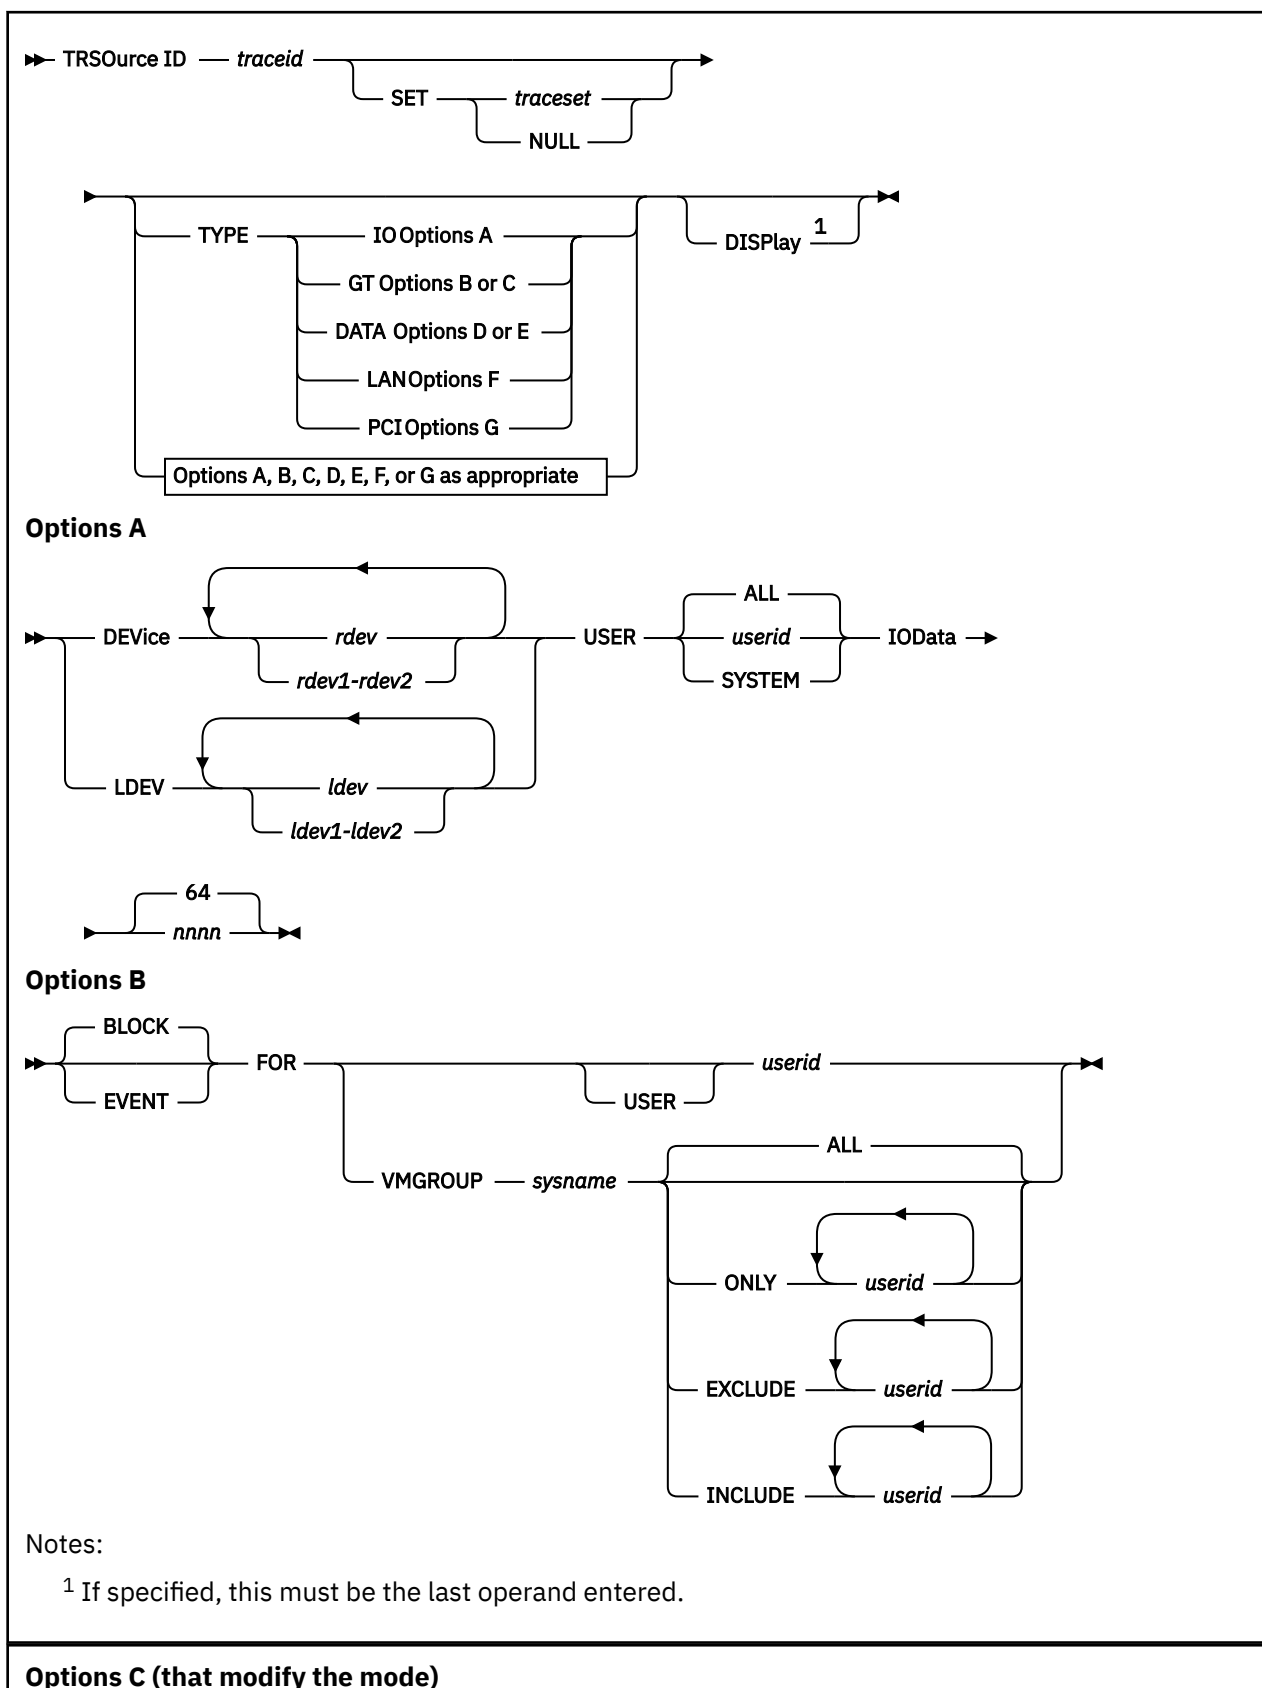 TRSOurce ID traceid
SET traceset
NULL
TYPE IO Options A
DISPlay 1
GT Options B or C
DATA Options D or E
LAN Options F
PCI Options G
Options A, B, C, D, E, F, or G as appropriate
Options A
DEVice rdev USER ALL userid IOData
rdev1-rdev2 SYSTEM
LDEV ldev
ldev1-ldev2
64
nnnn
Options B
BLOCK
FOR userid
EVENT USER
ALL
VMGROUP sysname
ONLY userid
EXCLUDE userid
INCLUDE userid
Notes:
1 If specified, this must be the last operand entered.
Options C (that modify the mode)